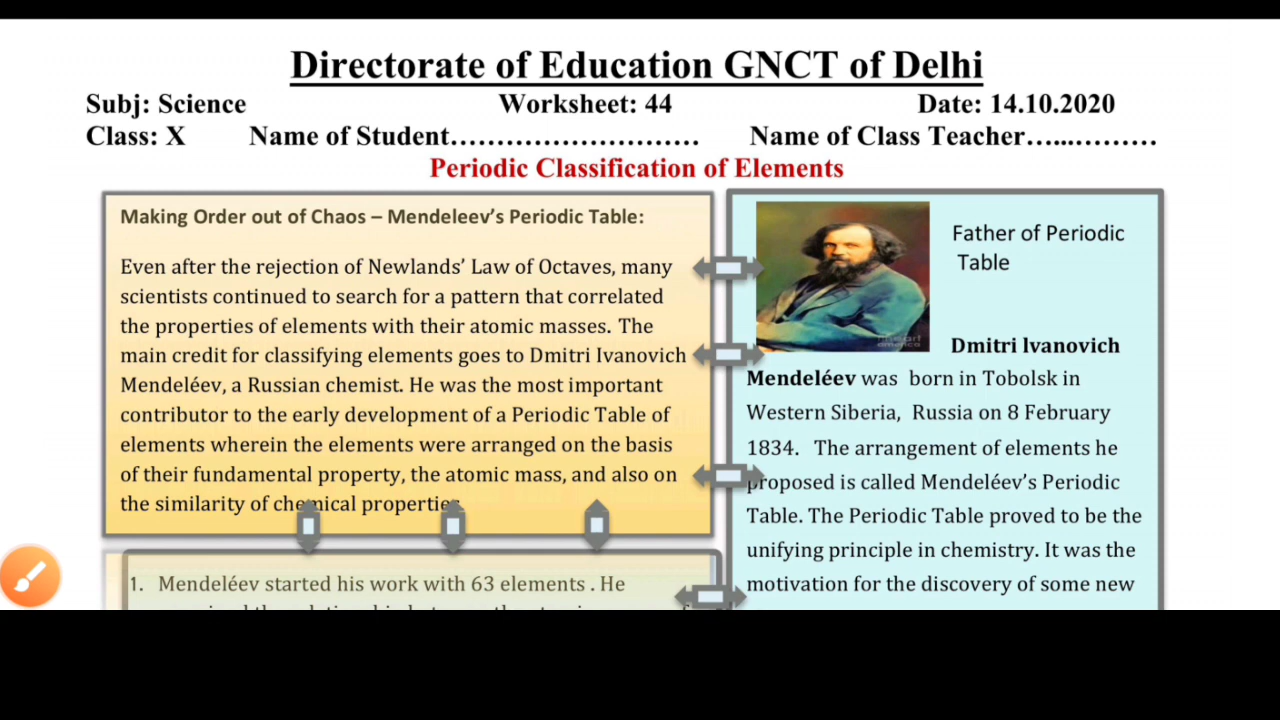 Directorate of Education GNCT of Delhi
Subj: Science Worksheet: 44 Date: 14.10.2020
Class: X Name of Student……………………… Name of Class Teacher…...………
Periodic Classification of Elements
Making Order out of Chaos – Mendeleev's Periodic Table:
Even after the rejection of Newlands' Law of Octaves, many
scientists continued to search for a pattern that correlated
the properties of elements with their atomic masses. The
main credit for classifying elements goes to Dmitri Ivanovich
Mendeléev, a Russian chemist. He was the most important
contributor to the early development of a Periodic Table of
elements wherein the elements were arranged on the basis
of their fundamental property, the atomic mass, and also on
the similarity of chemical properties
1. Mendeléev started his work with 63 elements . He
Father of Periodic
Table
america
Dmitri Ivanovich
Mendeléev was born in Tobolsk in
Western Siberia, Russia on 8 February
1834. The arrangement of elements he
proposed is called Mendeléev's Periodic
Table. The Periodic Table proved to be the
unifying principle in chemistry. It was the
motivation for the discovery of some new